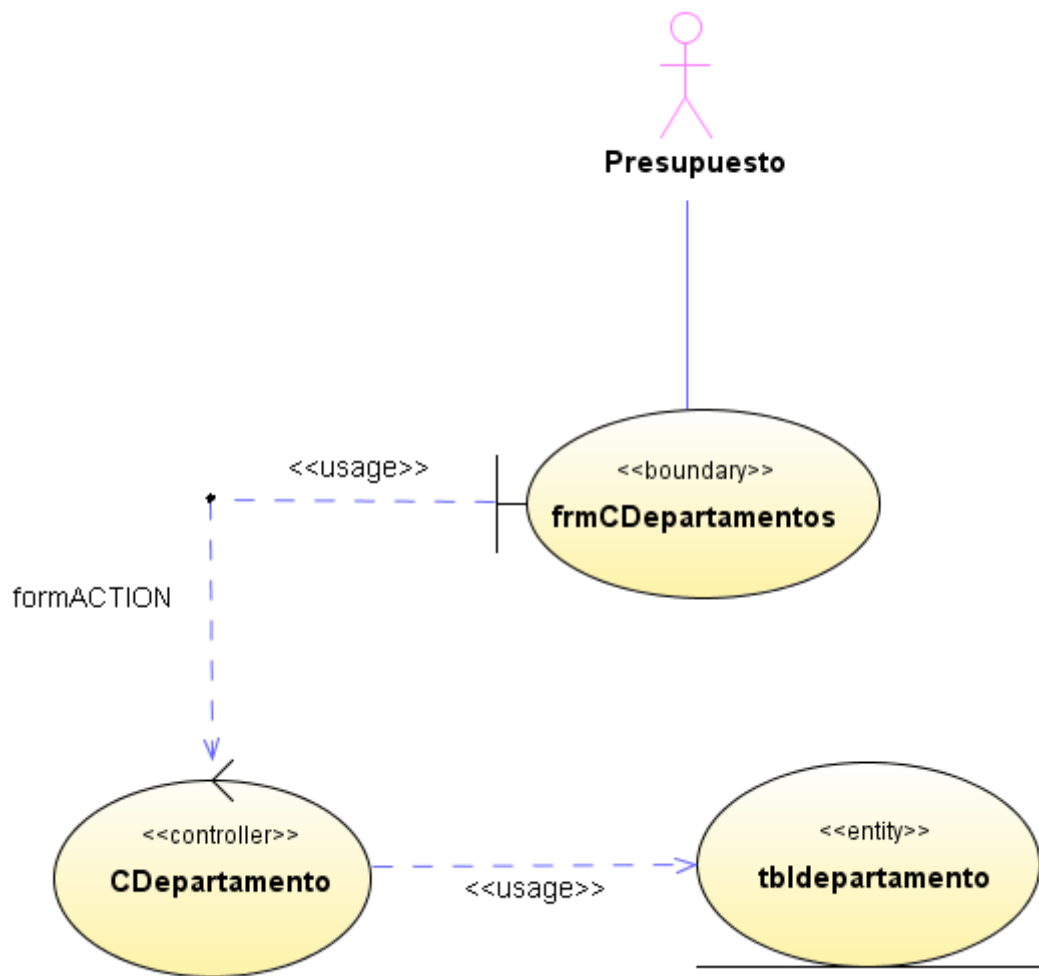 Presupuesto
<<usage>>
<<boundary>>
frmCDepartamentos
formACTION
<<controller>>
CDepartamento
<<usage>>
<<entity>>
tbldepartamento